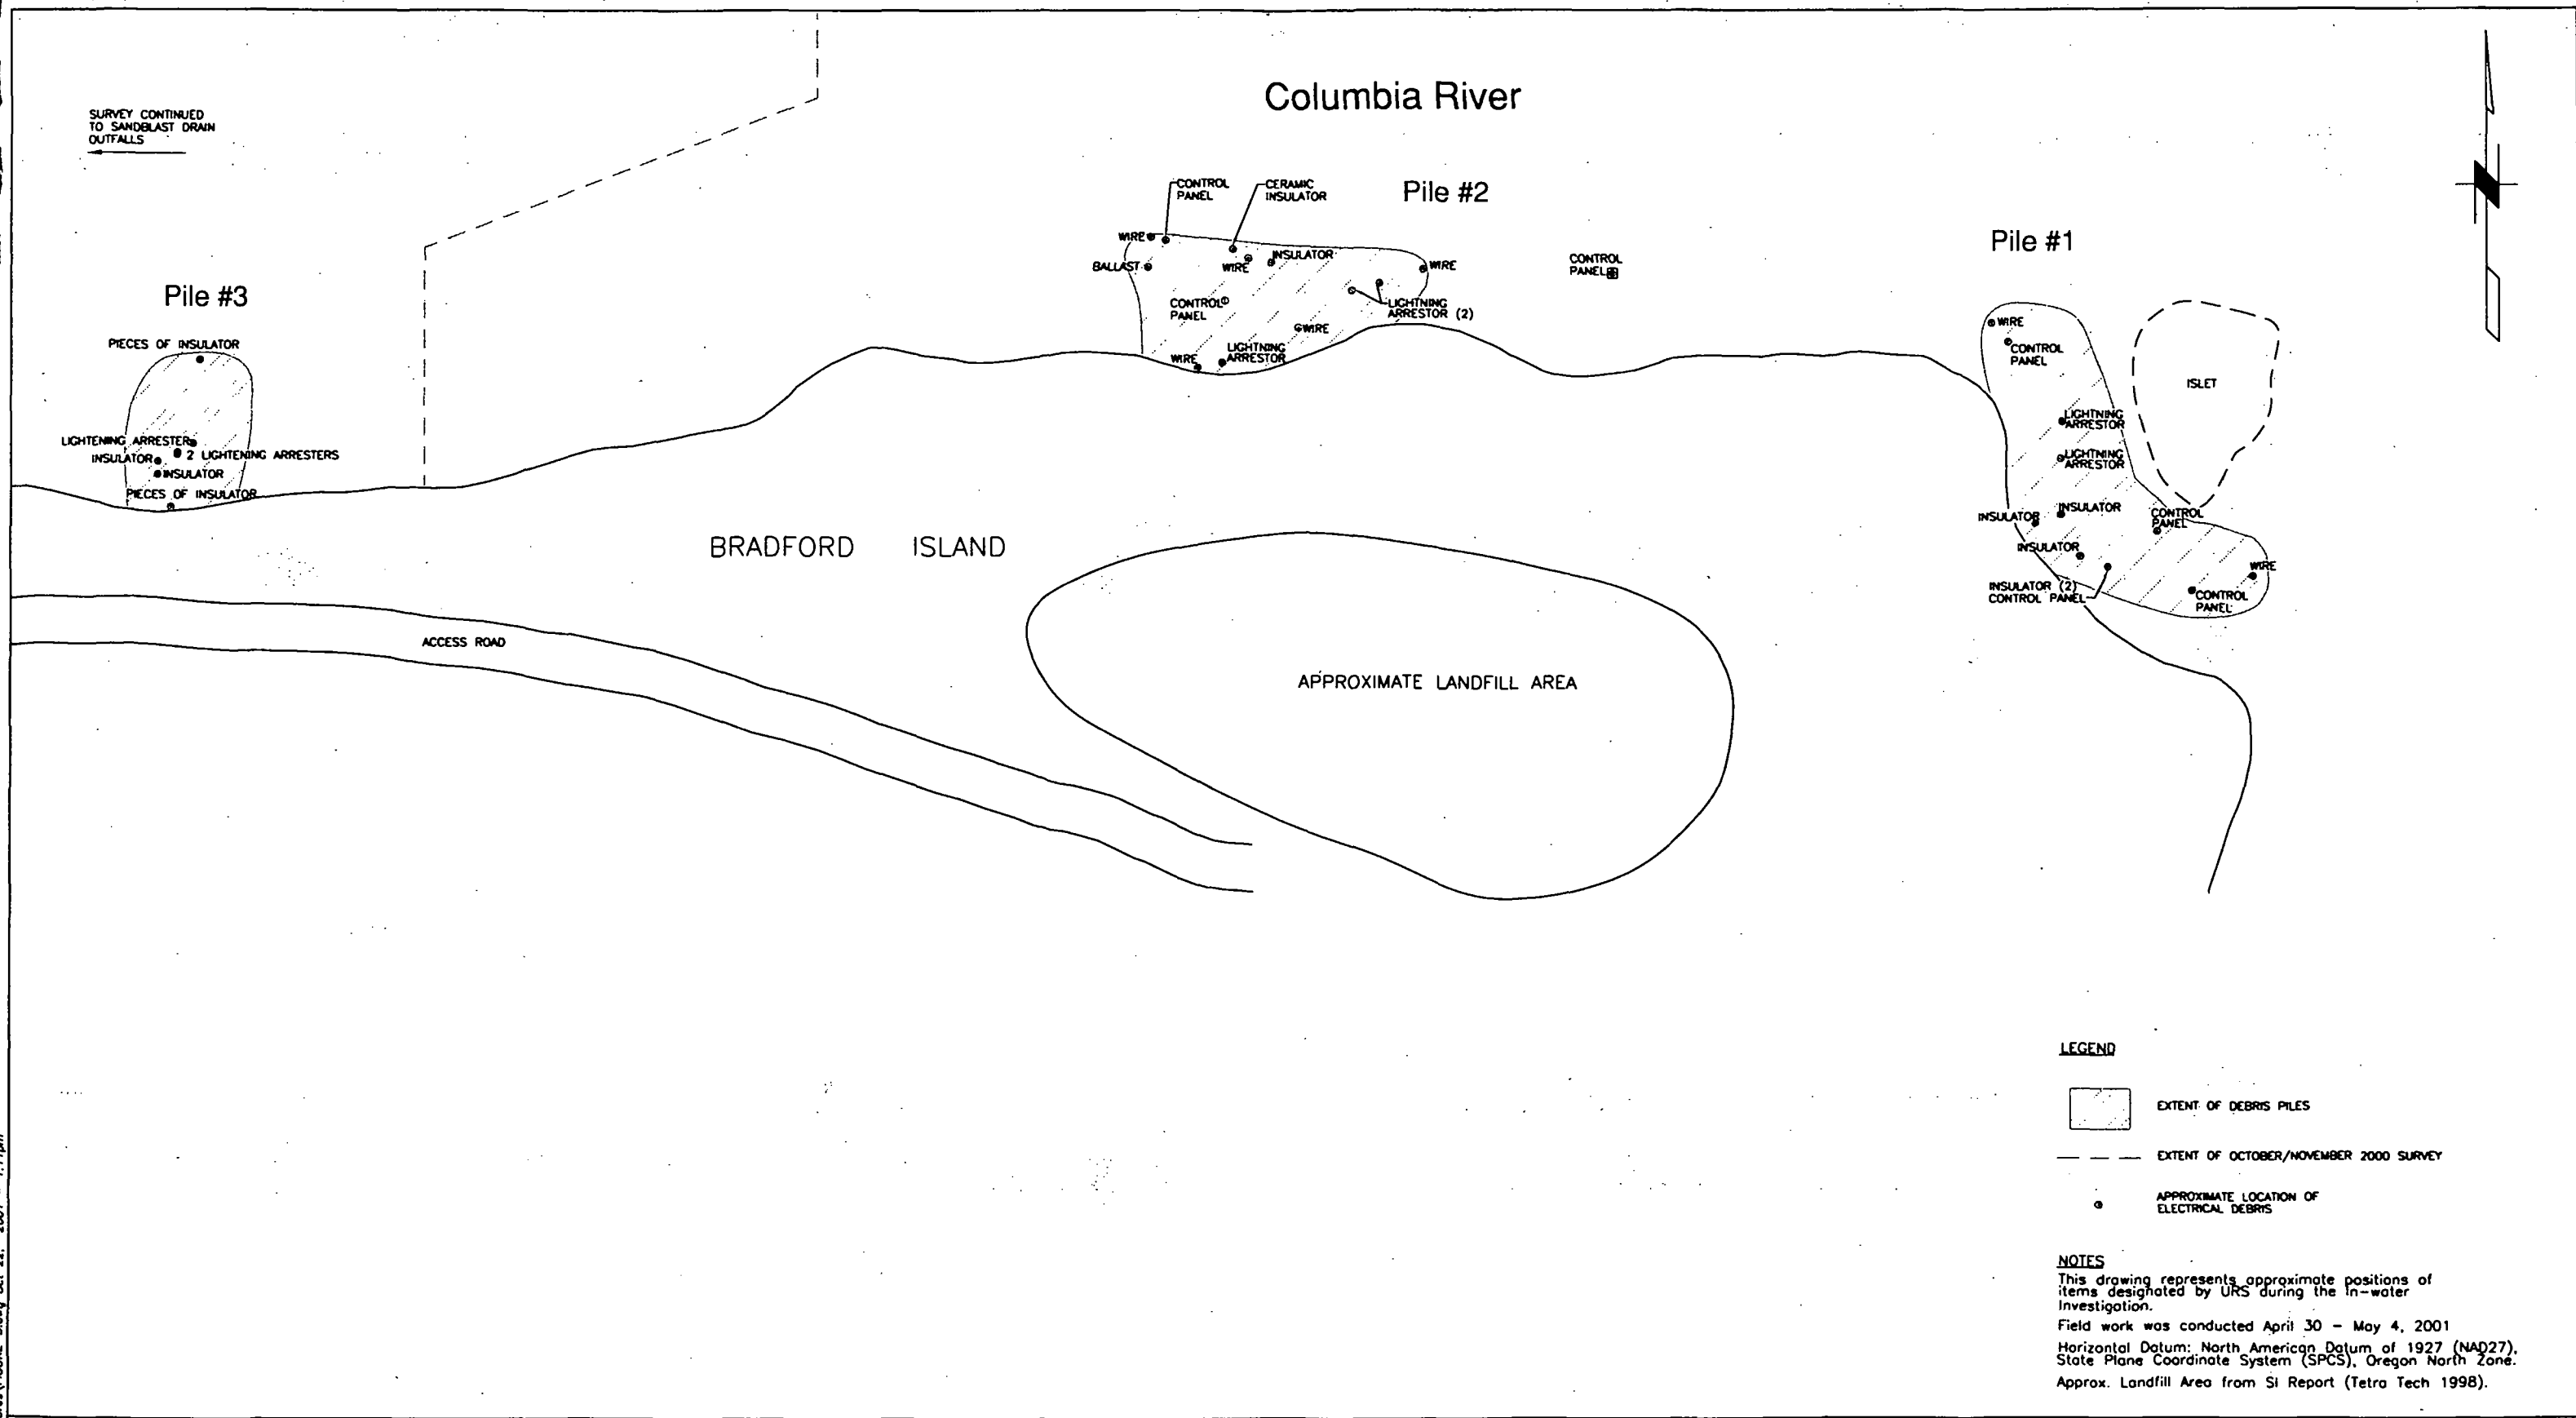 Columbia River
SURVEY CONTINUED
TO SANDBLAST DRAIN
OUTFALLS
Pile #2
CONTROL
PANEL
CERAMIC
INSULATOR
WIRE
BALLAST
WIRE
INSULATOR
WIRE
CONTROL
PANEL
LIGHTNING
ARRESTOR (2)
WIRE
WIRE
LIGHTNING
ARRESTOR
CONTROL
PANEL
Pile #1
WIRE
CONTROL
PANEL
ISLET
LIGHTNING
ARRESTOR
LIGHTNING
ARRESTOR
INSULATOR
INSULATOR
CONTROL
PANEL
INSULATOR
INSULATOR (2)
CONTROL PANEL
WIRE
CONTROL
PANEL
Pile #3
PIECES OF INSULATOR
LIGHTENING ARRESTER
2 LIGHTENING ARRESTERS
INSULATOR
INSULATOR
PIECES OF INSULATOR
BRADFORD ISLAND
ACCESS ROAD
APPROXIMATE LANDFILL AREA
LEGEND
EXTENT OF DEBRIS PILES
EXTENT OF OCTOBER/NOVEMBER 2000 SURVEY
APPROXIMATE LOCATION OF
ELECTRICAL DEBRIS
NOTES
This drawing represents approximate positions of
items designated by URS during the In-water
Investigation.
Field work was conducted April 30 - May 4, 2001
Horizontal Datum: North American Datum of 1927 (NAD27),
State Plane Coordinate System (SPCS), Oregon North Zone.
Approx. Landfill Area from SI Report (Tetra Tech 1998).